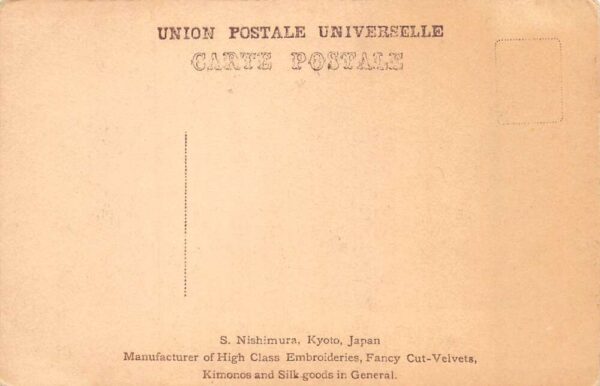 UNION POSTALE UNIVERSELLE
CARTE POSTALE
S. Nishimura, Kyoto, Japan
Manufacturer of High Class Embroideries, Fancy Cut-Velvets,
Kimonos and Silk goods in General.